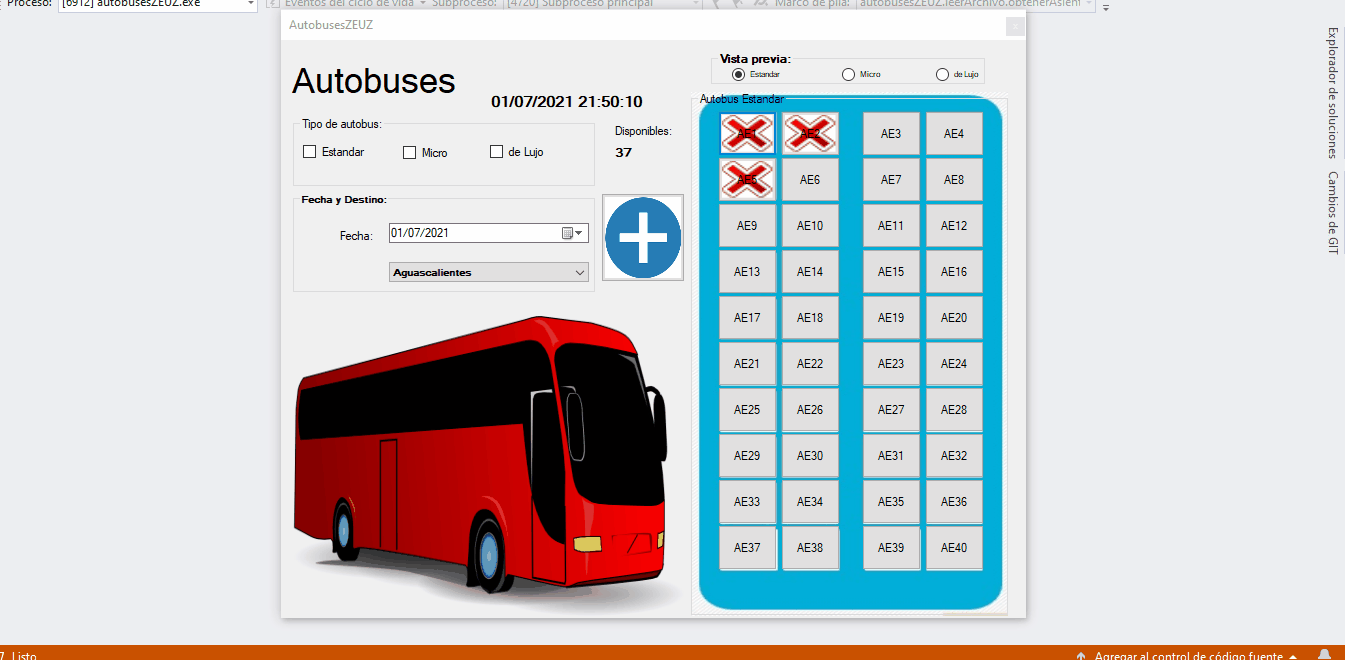 Proceso: [6912] autobusesZEUZ.exe Eventos del ciclo de vida Subproceso: [4720] Subproceso principal Marco de pila: autobusesZEUZ.leerArchivo.obtenerAsient
AutobusesZEUZ
Autobuses
01/07/2021 21:50:10
Tipo de autobus:
Estandar Micro de Lujo
Disponibles:
37
Fecha y Destino:
Fecha: 01/07/2021
Aguascalientes
Vista previa:
Estandar Micro de Lujo
Autobus Estandar
AE1 AE2 AE3 AE4
AE5 AE6 AE7 AE8
AE9 AE10 AE11 AE12
AE13 AE14 AE15 AE16
AE17 AE18 AE19 AE20
AE21 AE22 AE23 AE24
AE25 AE26 AE27 AE28
AE29 AE30 AE31 AE32
AE33 AE34 AE35 AE36
AE37 AE38 AE39 AE40
Explorador de soluciones
Cambios de GIT
7 Listo
Agregar al control de código fuente